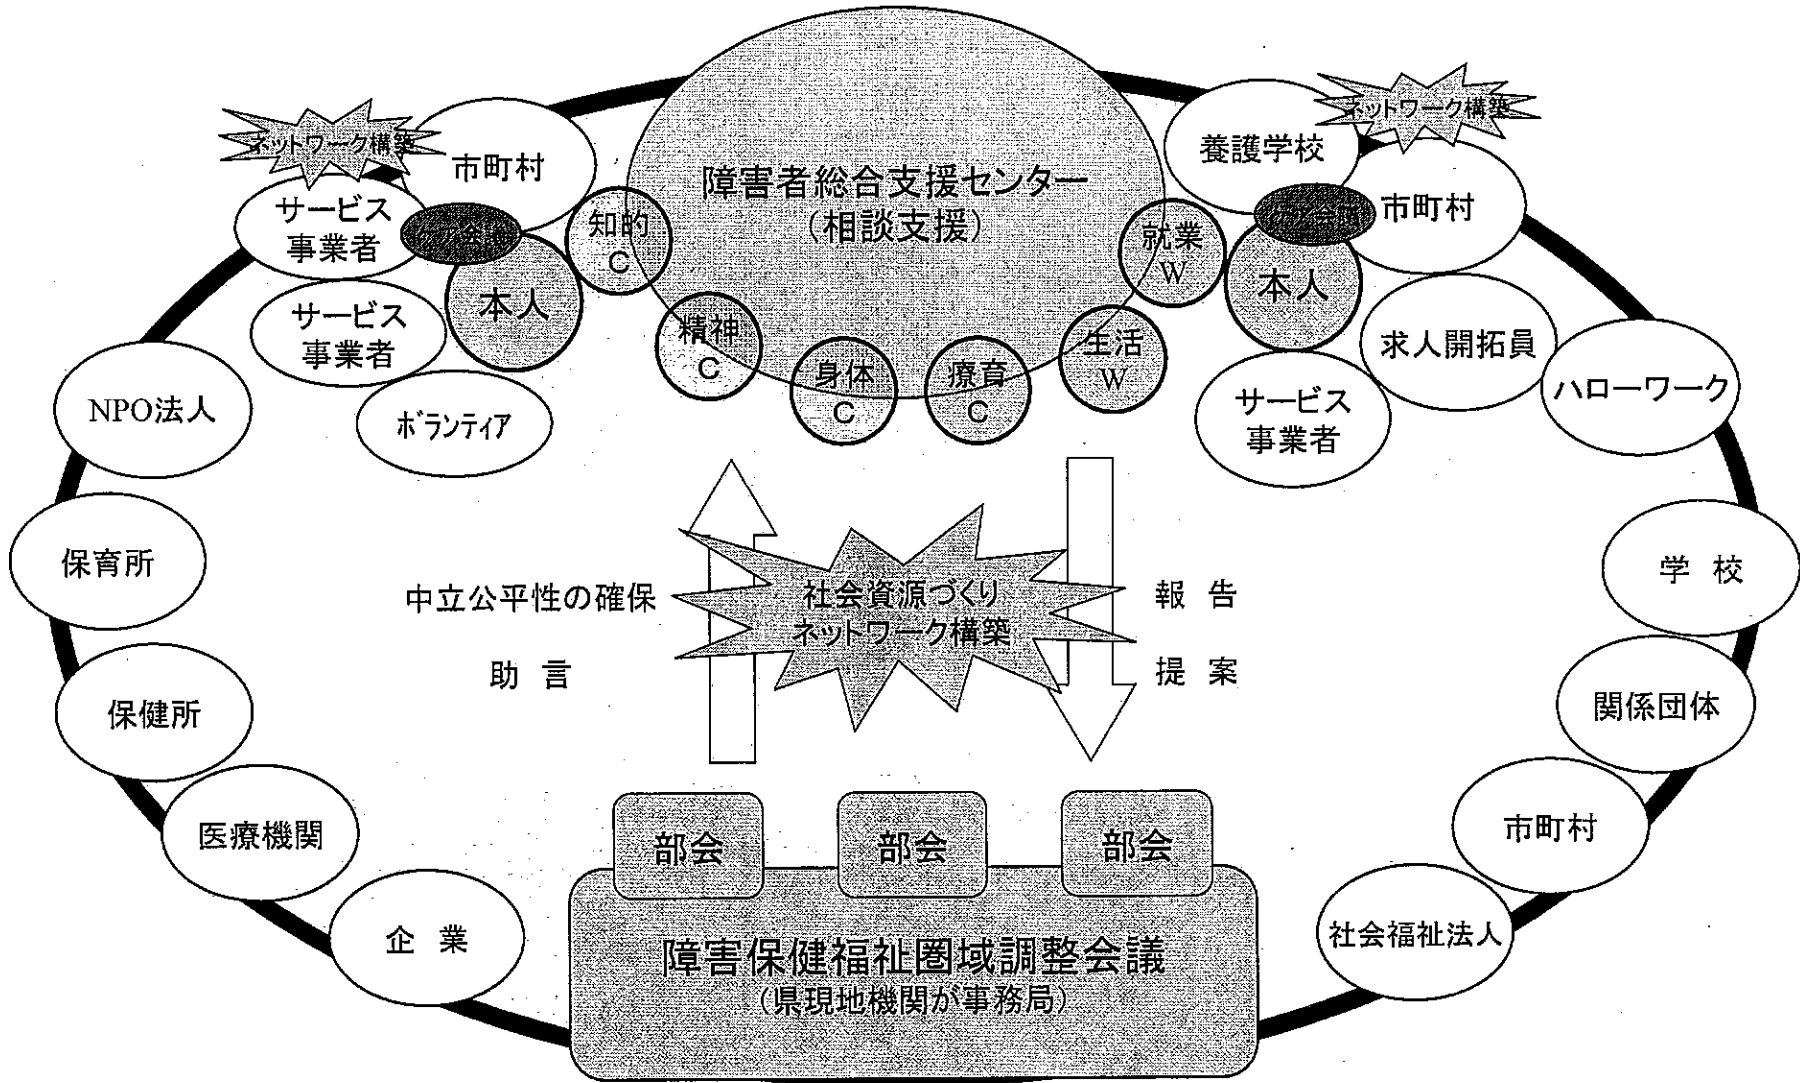 障害者総合支援センター
(相談支援)
ネットワーク構築
市町村
サービス
事業者
本人
サービス
事業者
ボランティア
知的
C
精神
C
身体
C
療育
C
生活
W
就業
W
養護学校
ネットワーク構築
市町村
本人
求人開拓員
サービス
事業者
ハローワーク
NPO法人
保育所
保健所
医療機関
企 業
中立公平性の確保
助 言
社会資源づくり
ネットワーク構築
報 告
提 案
学 校
関係団体
市町村
社会福祉法人
部会
部会
部会
障害保健福祉圏域調整会議
(県現地機関が事務局)